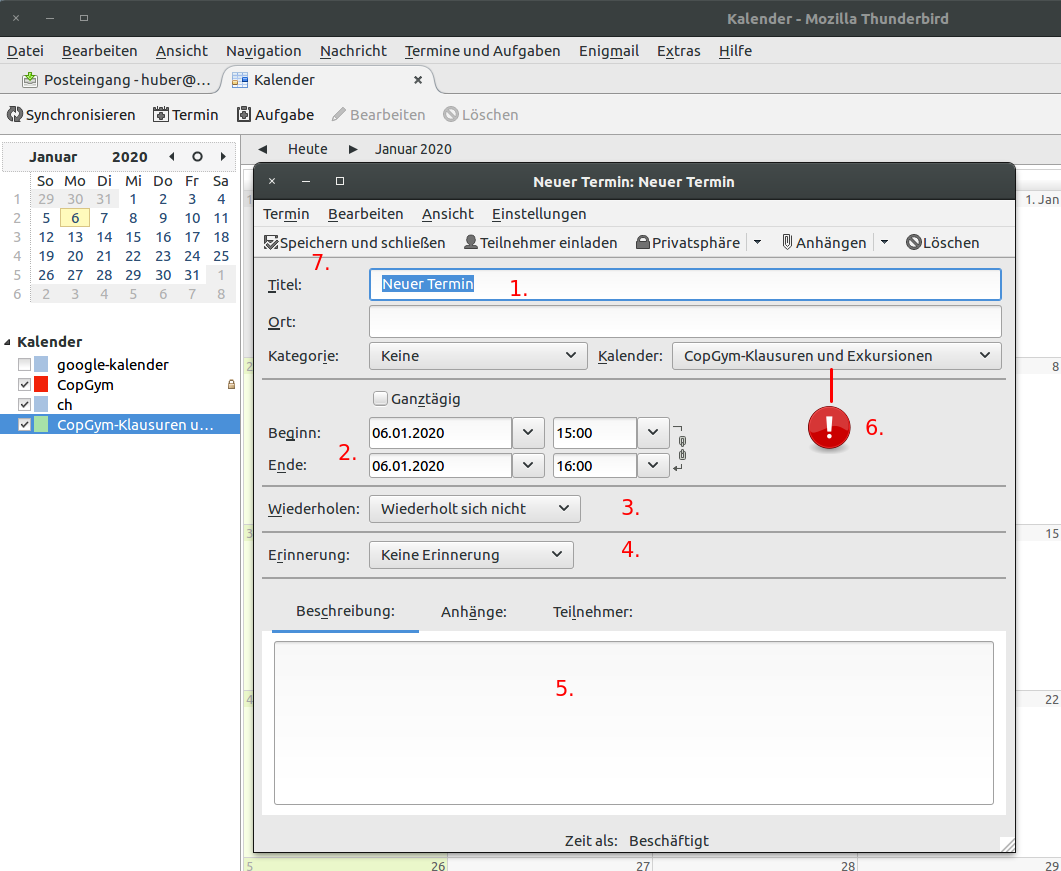 Kalender - Mozilla Thunderbird
Datei Bearbeiten Ansicht Navigation Nachricht Termine und Aufgaben Enigmail Extras Hilfe
Posteingang - huber@... Kalender
Synchronisieren Termin Aufgabe Bearbeiten Löschen
Januar 2020
So Mo Di Mi Do Fr Sa
1 29 30 31 1 2 3 4
2 5 6 7 8 9 10 11
3 12 13 14 15 16 17 18
4 19 20 21 22 23 24 25
5 26 27 28 29 30 31 1
6 2 3 4 5 6 7 8
Kalender
google-kalender
CopGym
ch
CopGym-Klausuren u...
Heute Januar 2020
1 1. Jan
2 8
3 15
4 22
5 26 27 28 29
Neuer Termin: Neuer Termin
Termin Bearbeiten Ansicht Einstellungen
Speichern und schließen Teilnehmer einladen Privatsphäre Anhängen Löschen
7.
Titel: Neuer Termin 1.
Ort:
Kategorie: Keine Kalender: CopGym-Klausuren und Exkursionen
Ganztägig
! 6.
Beginn: 06.01.2020 15:00
2.
Ende: 06.01.2020 16:00
Wiederholen: Wiederholt sich nicht 3.
Erinnerung: Keine Erinnerung 4.
Beschreibung: Anhänge: Teilnehmer:
5.
Zeit als: Beschäftigt